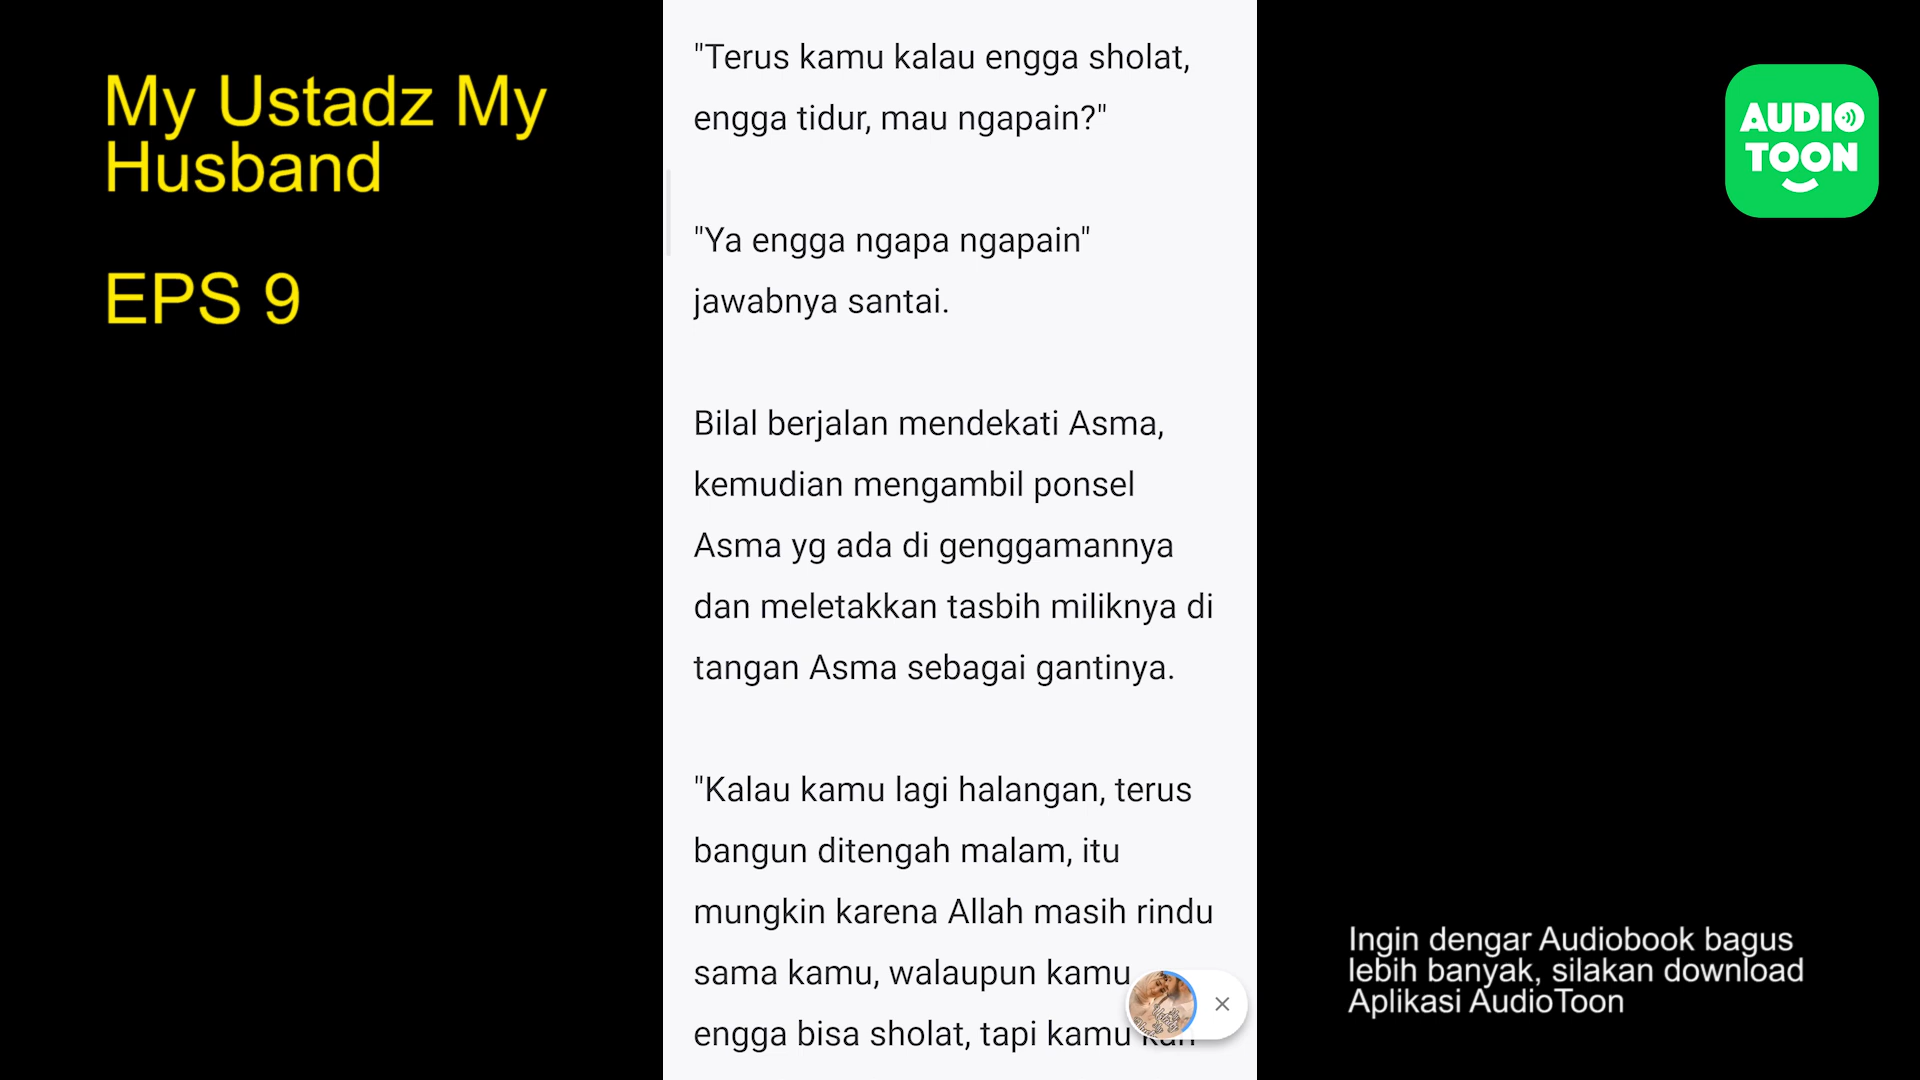 My Ustadz My
Husband
EPS 9
"Terus kamu kalau engga sholat,
engga tidur, mau ngapain?"
"Ya engga ngapa ngapain"
jawabnya santai.
Bilal berjalan mendekati Asma,
kemudian mengambil ponsel
Asma yg ada di genggamannya
dan meletakkan tasbih miliknya di
tangan Asma sebagai gantinya.
"Kalau kamu lagi halangan, terus
bangun ditengah malam, itu
mungkin karena Allah masih rindu
sama kamu, walaupun kamu
engga bisa sholat, tapi kamu kan
AUDIO
TOON
Ingin dengar Audiobook bagus
lebih banyak, silakan download
Aplikasi AudioToon